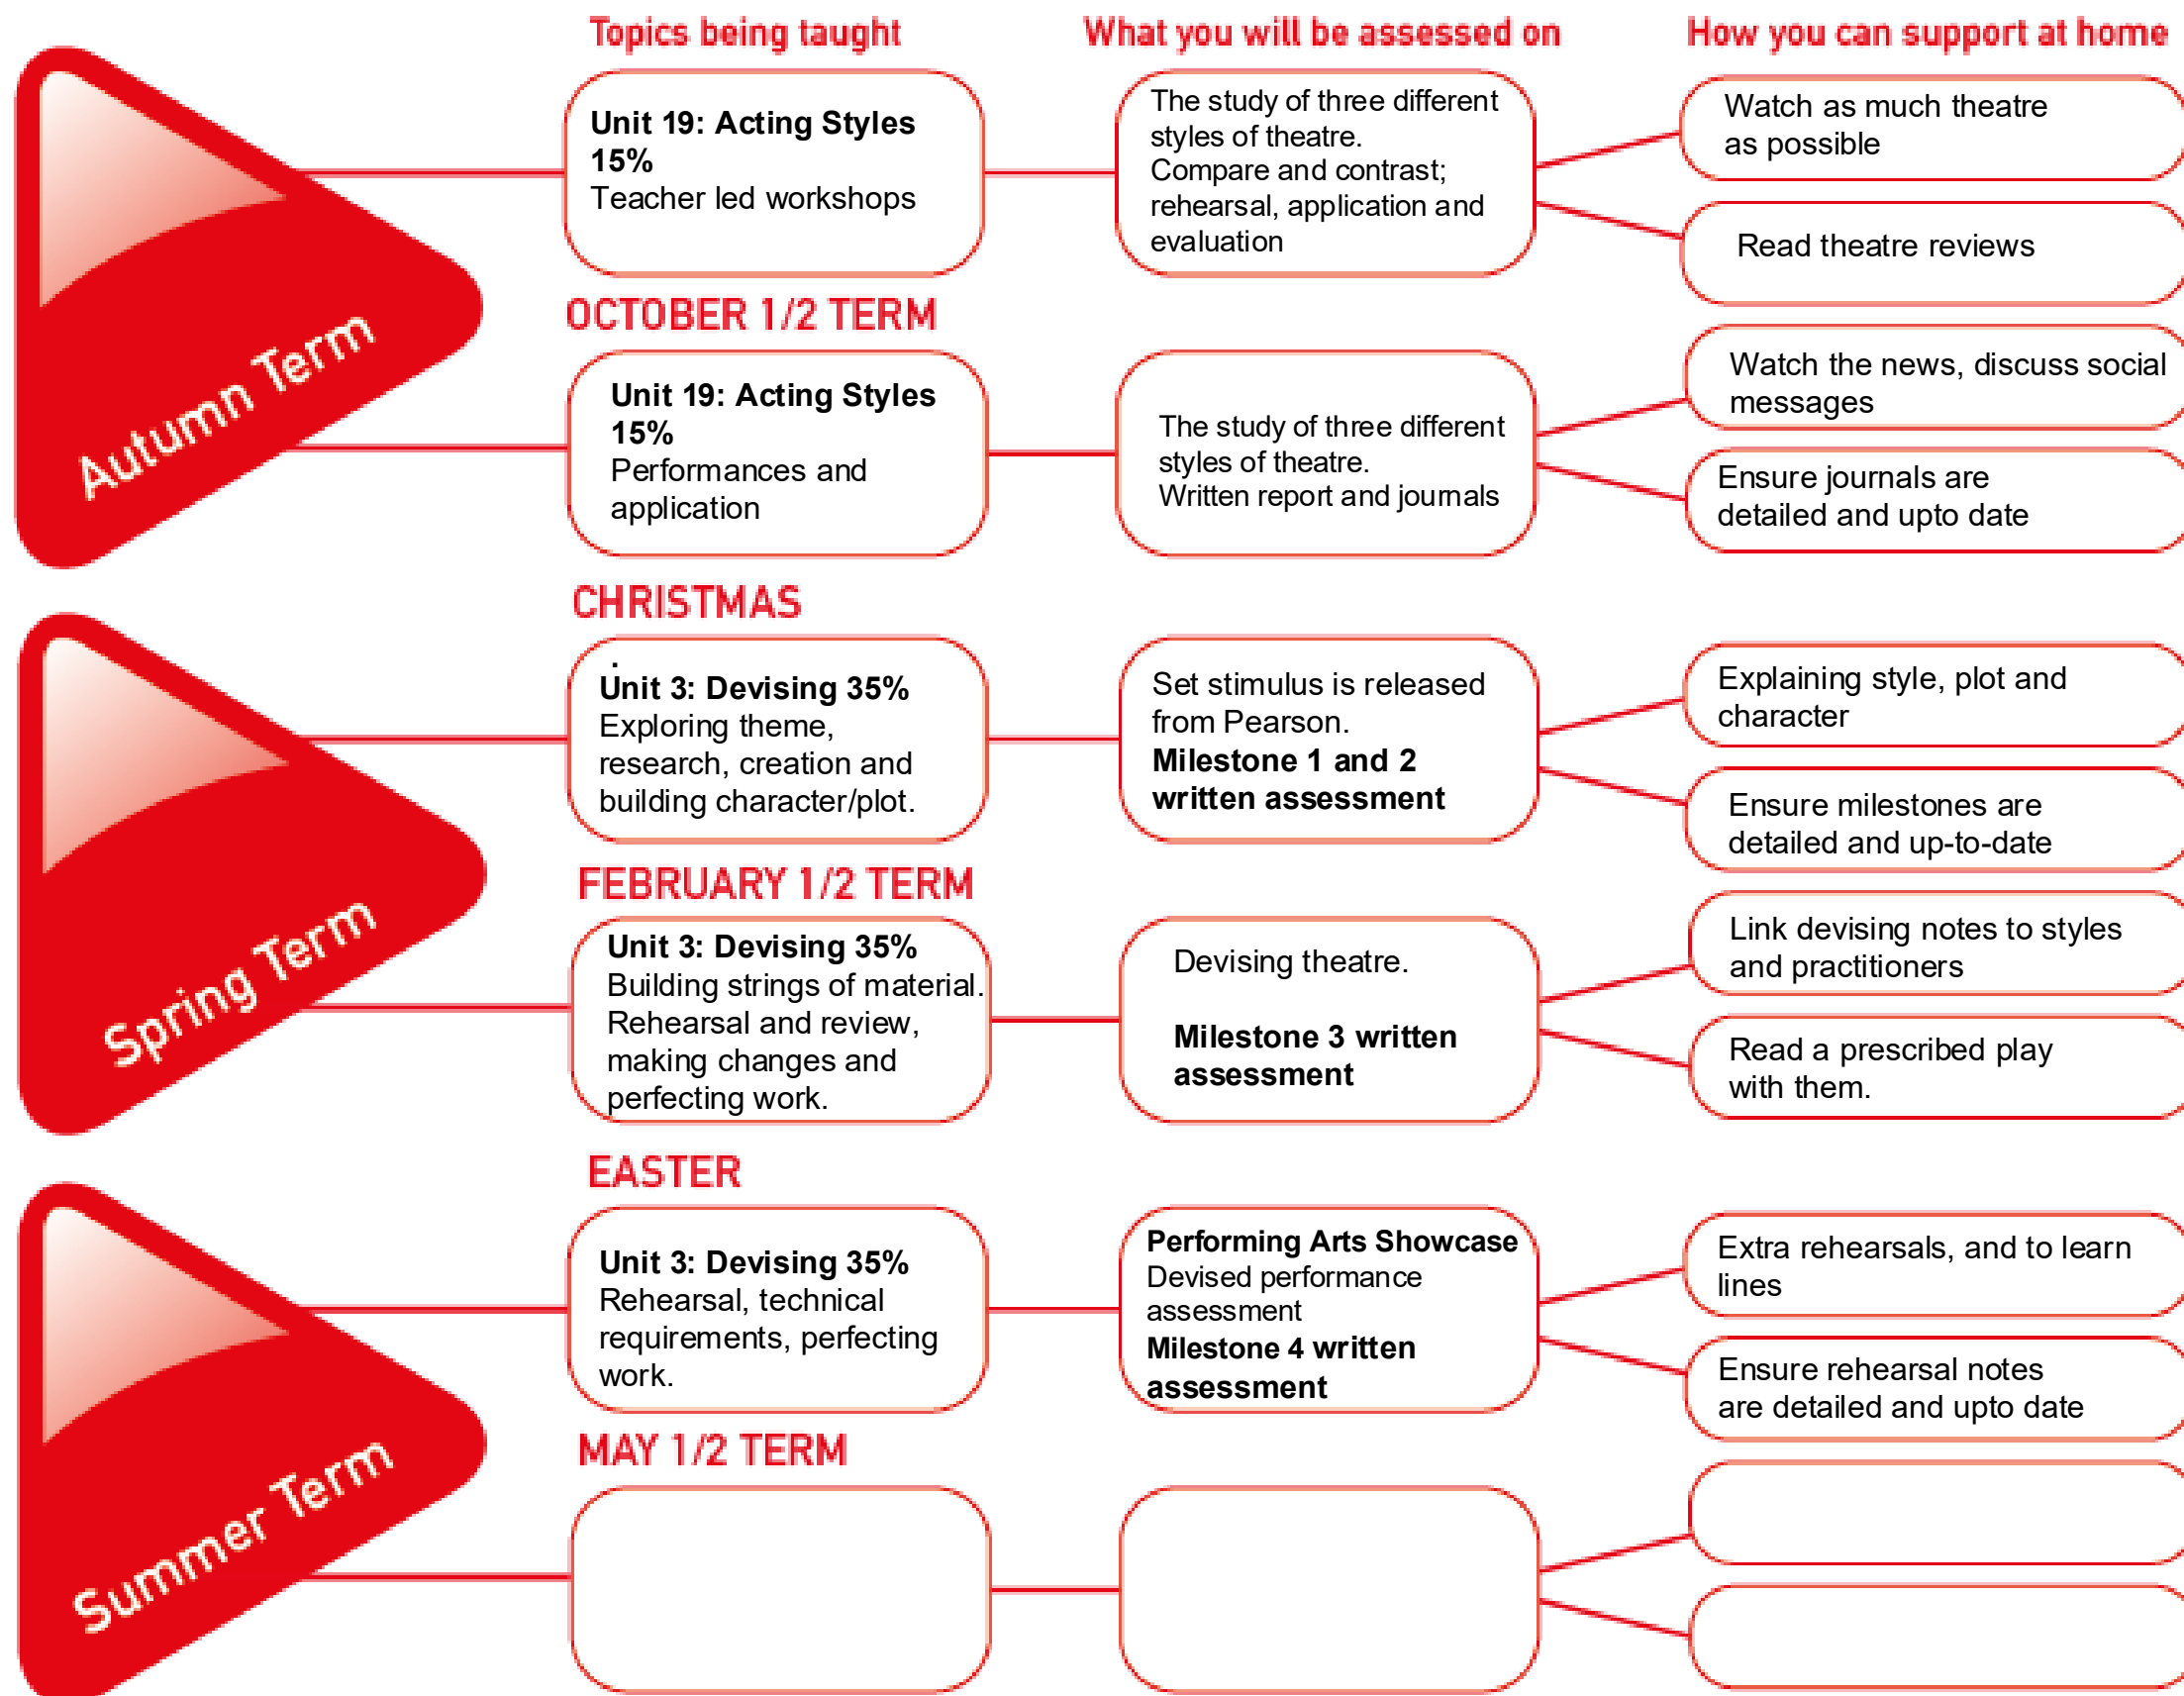 Topics being taught
What you will be assessed on
How you can support at home
Autumn Term
Unit 19: Acting Styles
15%
Teacher led workshops
The study of three different
styles of theatre.
Compare and contrast;
rehearsal, application and
evaluation
Watch as much theatre
as possible
Read theatre reviews
OCTOBER 1/2 TERM
Unit 19: Acting Styles
15%
Performances and
application
The study of three different
styles of theatre.
Written report and journals
Watch the news, discuss social
messages
Ensure journals are
detailed and upto date
CHRISTMAS
Spring Term
.
Unit 3: Devising 35%
Exploring theme,
research, creation and
building character/plot.
Set stimulus is released
from Pearson.
Milestone 1 and 2
written assessment
Explaining style, plot and
character
Ensure milestones are
detailed and up-to-date
FEBRUARY 1/2 TERM
Unit 3: Devising 35%
Building strings of material.
Rehearsal and review,
making changes and
perfecting work.
Devising theatre.
Milestone 3 written
assessment
Link devising notes to styles
and practitioners
Read a prescribed play
with them.
EASTER
Summer Term
Unit 3: Devising 35%
Rehearsal, technical
requirements, perfecting
work.
Performing Arts Showcase
Devised performance
assessment
Milestone 4 written
assessment
Extra rehearsals, and to learn
lines
Ensure rehearsal notes
are detailed and upto date
MAY 1/2 TERM